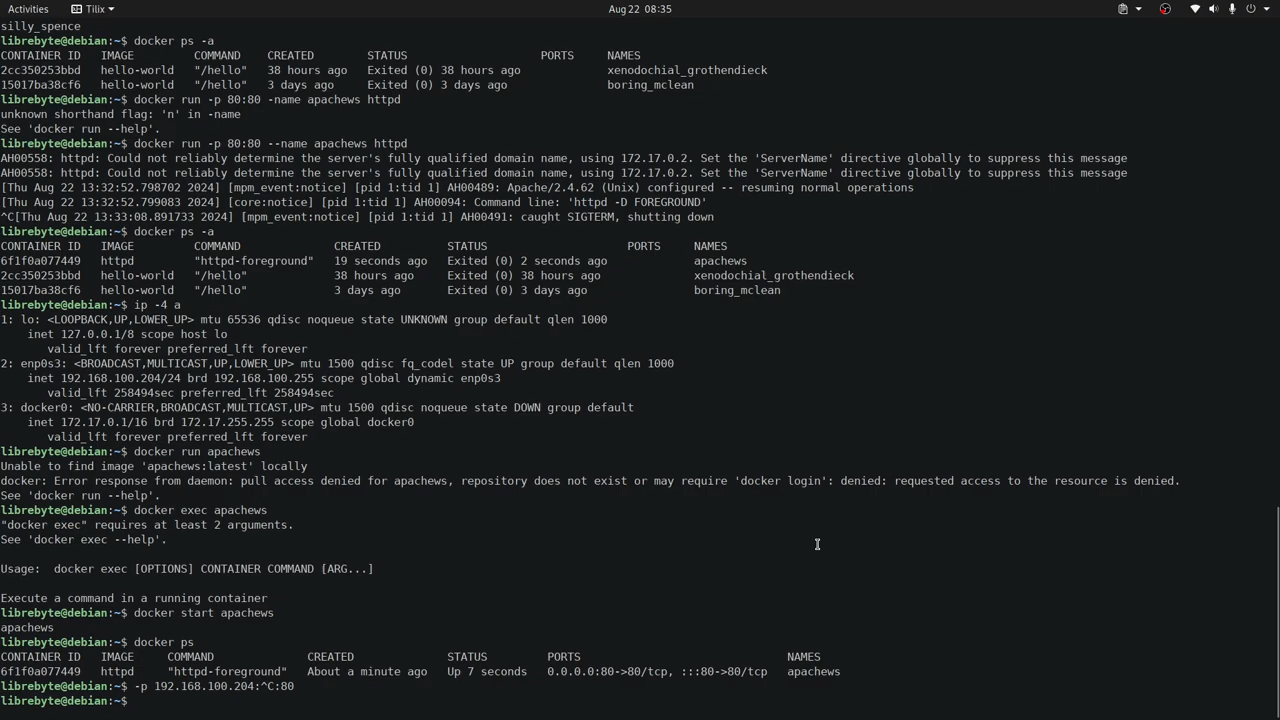 Activities Tilix Aug 22 08:35
silly_spence
librebyte@debian:~$ docker ps -a
CONTAINER ID IMAGE COMMAND CREATED STATUS PORTS NAMES
2cc350253bbd hello-world "/hello" 38 hours ago Exited (0) 38 hours ago xenodochial_grothendieck
15017ba38cf6 hello-world "/hello" 3 days ago Exited (0) 3 days ago boring_mclean
librebyte@debian:~$ docker run -p 80:80 -name apachews httpd
unknown shorthand flag: 'n' in -name
See 'docker run --help'.
librebyte@debian:~$ docker run -p 80:80 --name apachews httpd
AH00558: httpd: Could not reliably determine the server's fully qualified domain name, using 172.17.0.2. Set the 'ServerName' directive globally to suppress this message
AH00558: httpd: Could not reliably determine the server's fully qualified domain name, using 172.17.0.2. Set the 'ServerName' directive globally to suppress this message
[Thu Aug 22 13:32:52.798702 2024] [mpm_event:notice] [pid 1:tid 1] AH00489: Apache/2.4.62 (Unix) configured -- resuming normal operations
[Thu Aug 22 13:32:52.799083 2024] [core:notice] [pid 1:tid 1] AH00094: Command line: 'httpd -D FOREGROUND'
^C[Thu Aug 22 13:33:08.891733 2024] [mpm_event:notice] [pid 1:tid 1] AH00491: caught SIGTERM, shutting down
librebyte@debian:~$ docker ps -a
CONTAINER ID IMAGE COMMAND CREATED STATUS PORTS NAMES
6f1f0a077449 httpd "httpd-foreground" 19 seconds ago Exited (0) 2 seconds ago apachews
2cc350253bbd hello-world "/hello" 38 hours ago Exited (0) 38 hours ago xenodochial_grothendieck
15017ba38cf6 hello-world "/hello" 3 days ago Exited (0) 3 days ago boring_mclean
librebyte@debian:~$ ip -4 a
1: lo: <LOOPBACK,UP,LOWER_UP> mtu 65536 qdisc noqueue state UNKNOWN group default qlen 1000
inet 127.0.0.1/8 scope host lo
valid_lft forever preferred_lft forever
2: enp0s3: <BROADCAST,MULTICAST,UP,LOWER_UP> mtu 1500 qdisc fq_codel state UP group default qlen 1000
inet 192.168.100.204/24 brd 192.168.100.255 scope global dynamic enp0s3
valid_lft 258494sec preferred_lft 258494sec
3: docker0: <NO-CARRIER,BROADCAST,MULTICAST,UP> mtu 1500 qdisc noqueue state DOWN group default
inet 172.17.0.1/16 brd 172.17.255.255 scope global docker0
valid_lft forever preferred_lft forever
librebyte@debian:~$ docker run apachews
Unable to find image 'apachews:latest' locally
docker: Error response from daemon: pull access denied for apachews, repository does not exist or may require 'docker login': denied: requested access to the resource is denied.
See 'docker run --help'.
librebyte@debian:~$ docker exec apachews
"docker exec" requires at least 2 arguments.
See 'docker exec --help'.
Usage:  docker exec [OPTIONS] CONTAINER COMMAND [ARG...]
Execute a command in a running container
librebyte@debian:~$ docker start apachews
apachews
librebyte@debian:~$ docker ps
CONTAINER ID IMAGE COMMAND CREATED STATUS PORTS NAMES
6f1f0a077449 httpd "httpd-foreground" About a minute ago Up 7 seconds 0.0.0.0:80->80/tcp, :::80->80/tcp apachews
librebyte@debian:~$ -p 192.168.100.204:^C:80
librebyte@debian:~$